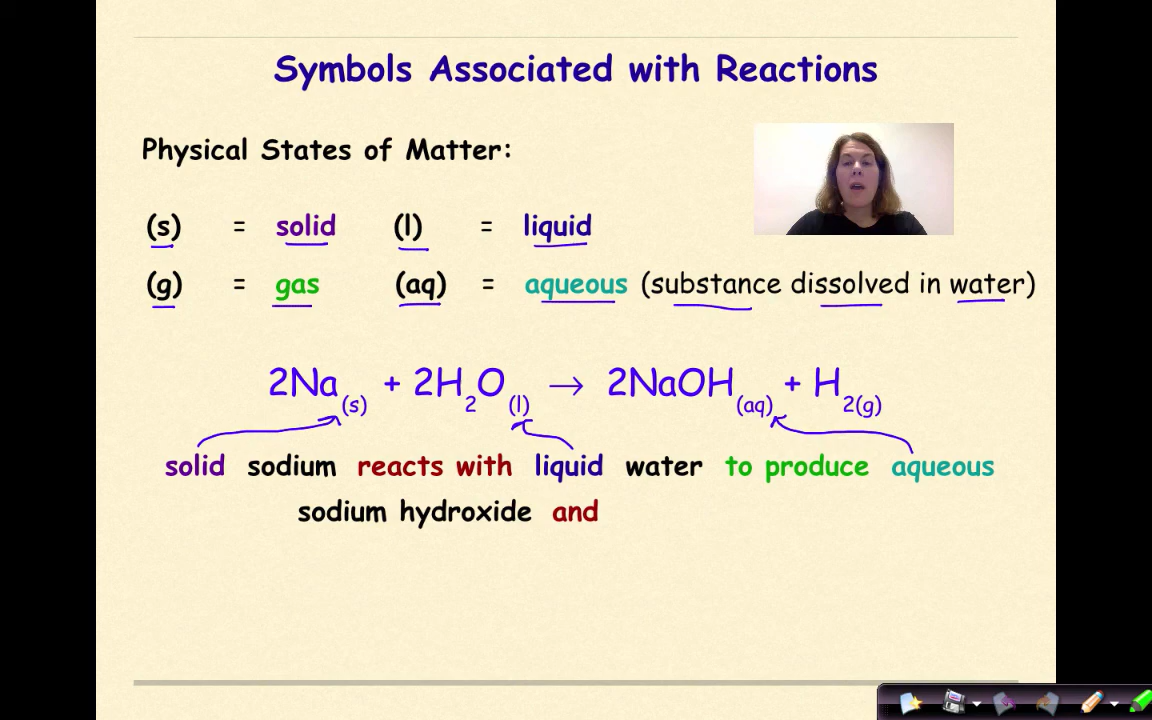 Symbols Associated with Reactions
Physical States of Matter:
(s) = solid (l) = liquid
(g) = gas (aq) = aqueous (substance dissolved in water)
2Na(s) + 2H2O(l) → 2NaOH(aq) + H2(g)
solid sodium reacts with liquid water to produce aqueous
sodium hydroxide and